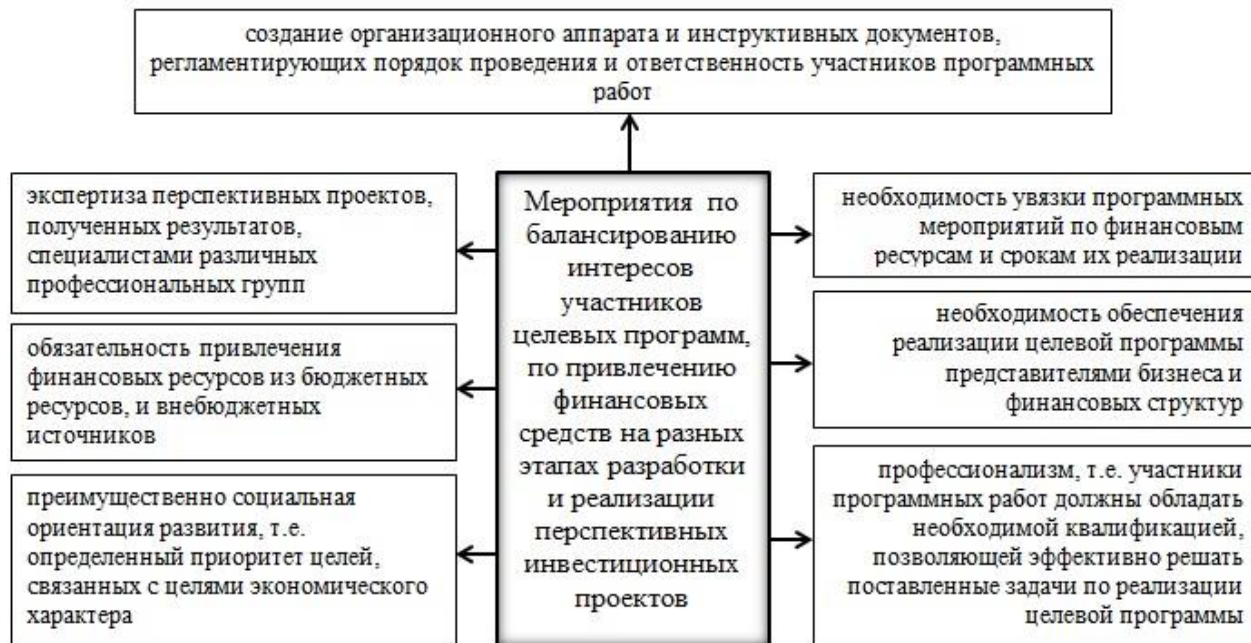 создание организационного аппарата и инструктивных документов,
регламентирующих порядок проведения и ответственность участников программных
работ
экспертиза перспективных проектов,
полученных результатов,
специалистами различных
профессиональных групп
обязательность привлечения
финансовых ресурсов из бюджетных
ресурсов, и внебюджетных
источников
преимущественно социальная
ориентация развития, т.е.
определенный приоритет целей,
связанных с целями экономического
характера
Мероприятия по
балансированию
интересов
участников
целевых программ,
по привлечению
финансовых
средств на разных
этапах разработки
и реализации
перспективных
инвестиционных
проектов
необходимость увязки программных
мероприятий по финансовым
ресурсам и срокам их реализации
необходимость обеспечения
реализации целевой программы
представителями бизнеса и
финансовых структур
профессионализм, т.е. участники
программных работ должны обладать
необходимой квалификацией,
позволяющей эффективно решать
поставленные задачи по реализации
целевой программы